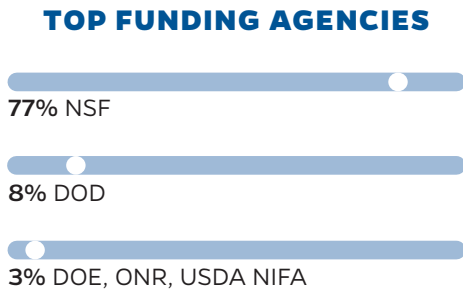 TOP FUNDING AGENCIES
77% NSF
8% DOD
3% DOE, ONR, USDA NIFA